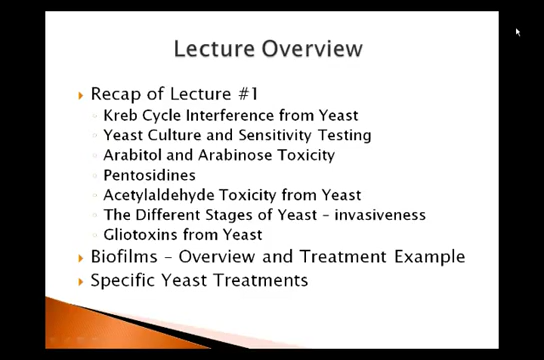 Lecture Overview
Recap of Lecture #1
Kreb Cycle Interference from Yeast
Yeast Culture and Sensitivity Testing
Arabitol and Arabinose Toxicity
Pentosidines
Acetylaldehyde Toxicity from Yeast
The Different Stages of Yeast – invasiveness
Gliotoxins from Yeast
Biofilms – Overview and Treatment Example
Specific Yeast Treatments